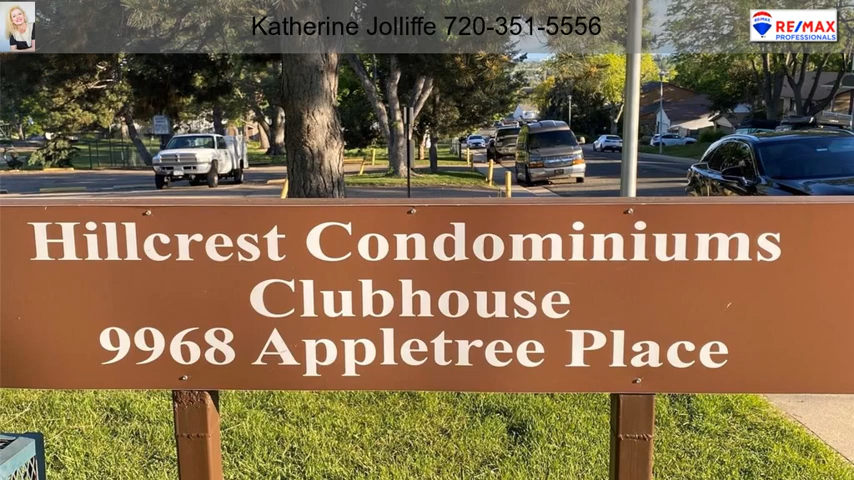 Katherine Jolliffe 720-351-5556
RE/MAX
PROFESSIONALS
Hillcrest Condominiums
Clubhouse
9968 Appletree Place